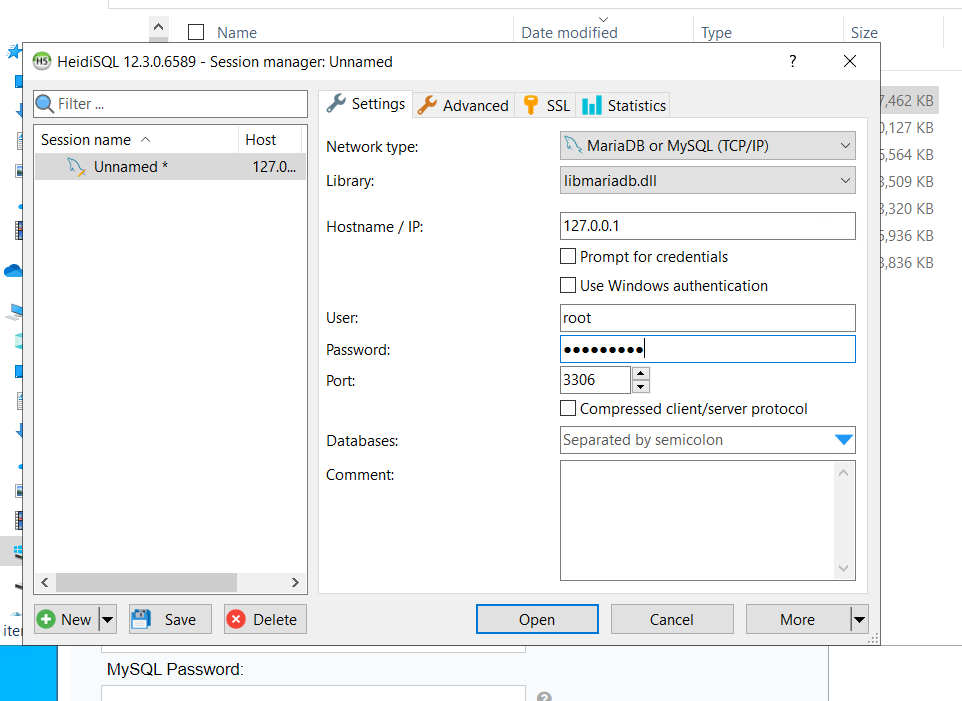 Name
Date modified
Type
Size
HS
HeidiSQL 12.3.0.6589 - Session manager: Unnamed
?
Filter ...
Settings
Advanced
SSL
Statistics
7,462 KB
0,127 KB
6,564 KB
3,509 KB
3,320 KB
6,936 KB
3,836 KB
Session name
Host
Unnamed *
127.0...
Network type:
MariaDB or MySQL (TCP/IP)
Library:
libmariadb.dll
Hostname / IP:
127.0.0.1
Prompt for credentials
Use Windows authentication
User:
root
Password:
●●●●●●●●●
Port:
3306
Compressed client/server protocol
Databases:
Separated by semicolon
Comment:
New
Save
Delete
Open
Cancel
More
iter
MySQL Password:
?